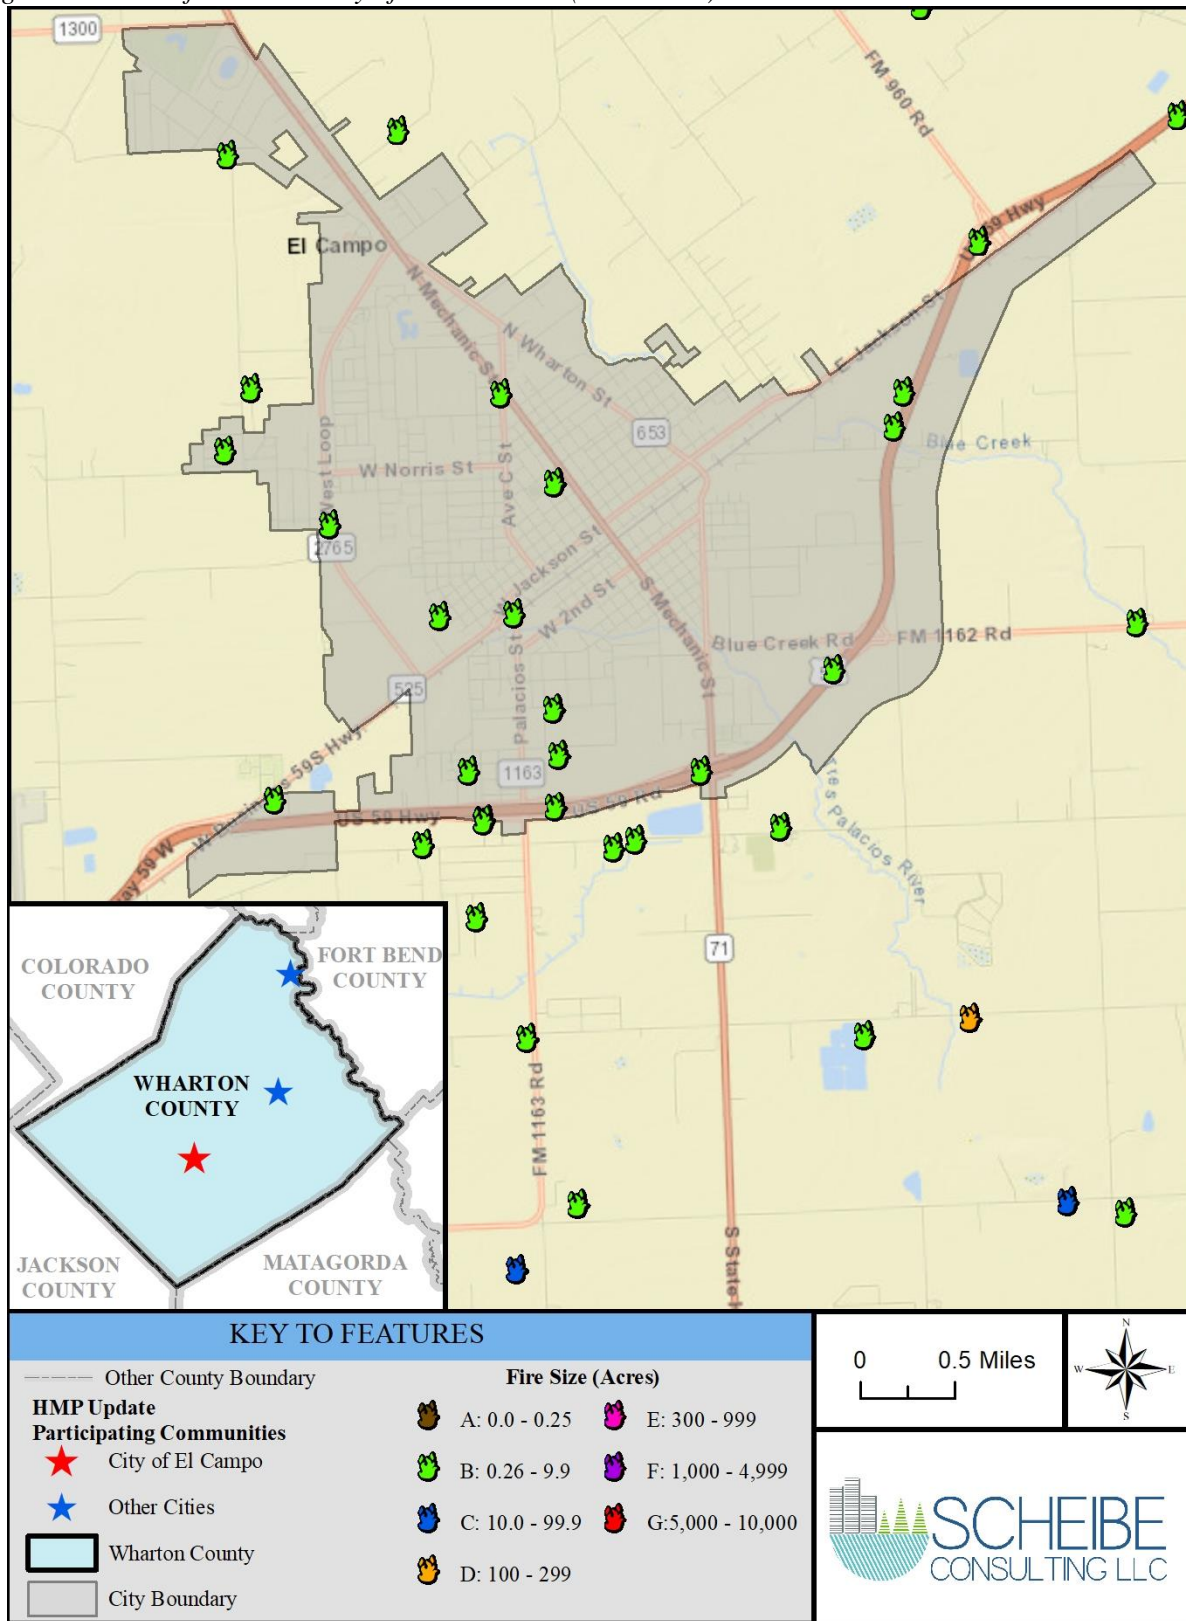 1300
FM 960 Rd
59 Hwy
El Campo
N Mechanic St
N Wharton St
E Jackson St
653
Blue Creek
West Loop
W Norris St
Ave C St
2765
W Jackson St
W 2nd St
S Mechanic St
Blue Creek Rd
FM 1162 Rd
525
Palacios St
1163
59S Hwy
US 59 Hwy
US 59 Rd
Palacios River
59 W
71
FM 1163 Rd
S State
COLORADO
COUNTY
FORT BEND
COUNTY
WHARTON
COUNTY
JACKSON
COUNTY
MATAGORDA
COUNTY
KEY TO FEATURES
Other County Boundary
HMP Update
Participating Communities
City of El Campo
Other Cities
Wharton County
City Boundary
Fire Size (Acres)
A: 0.0 - 0.25
B: 0.26 - 9.9
C: 10.0 - 99.9
D: 100 - 299
E: 300 - 999
F: 1,000 - 4,999
G:5,000 - 10,000
0 0.5 Miles
N
W E
S
SCHEIBE
CONSULTING LLC